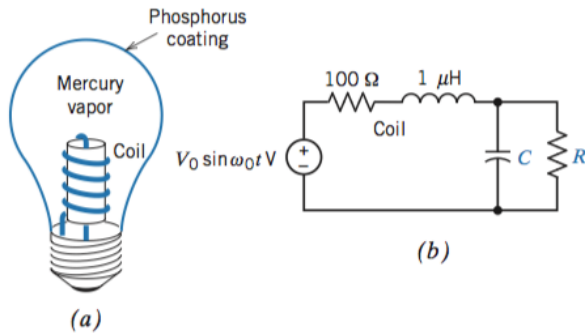 Phosphorus
coating
Mercury
vapor
Coil
(a)
100 Ω 1 μH
Coil
V₀ sin ω₀t V
+
−
C
R
(b)